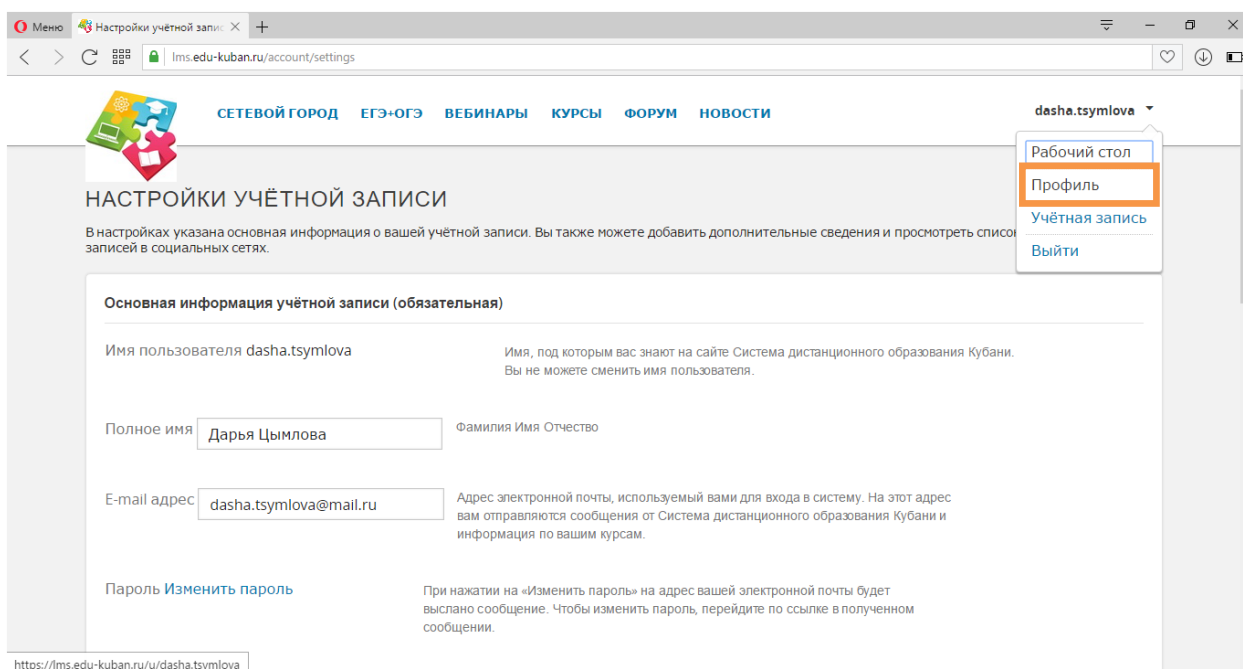 Меню
Настройки учётной запис
lms.edu-kuban.ru/account/settings
СЕТЕВОЙ ГОРОД ЕГЭ+ОГЭ ВЕБИНАРЫ КУРСЫ ФОРУМ НОВОСТИ
dasha.tsymlova
Рабочий стол
Профиль
Учётная запись
Выйти
НАСТРОЙКИ УЧЁТНОЙ ЗАПИСИ
В настройках указана основная информация о вашей учётной записи. Вы также можете добавить дополнительные сведения и просмотреть списо
записей в социальных сетях.
Основная информация учётной записи (обязательная)
Имя пользователя dasha.tsymlova
Имя, под которым вас знают на сайте Система дистанционного образования Кубани.
Вы не можете сменить имя пользователя.
Полное имя
Дарья Цымлова
Фамилия Имя Отчество
E-mail адрес
dasha.tsymlova@mail.ru
Адрес электронной почты, используемый вами для входа в систему. На этот адрес
вам отправляются сообщения от Система дистанционного образования Кубани и
информация по вашим курсам.
Пароль Изменить пароль
При нажатии на «Изменить пароль» на адрес вашей электронной почты будет
выслано сообщение. Чтобы изменить пароль, перейдите по ссылке в полученном
сообщении.
https://lms.edu-kuban.ru/u/dasha.tsymlova